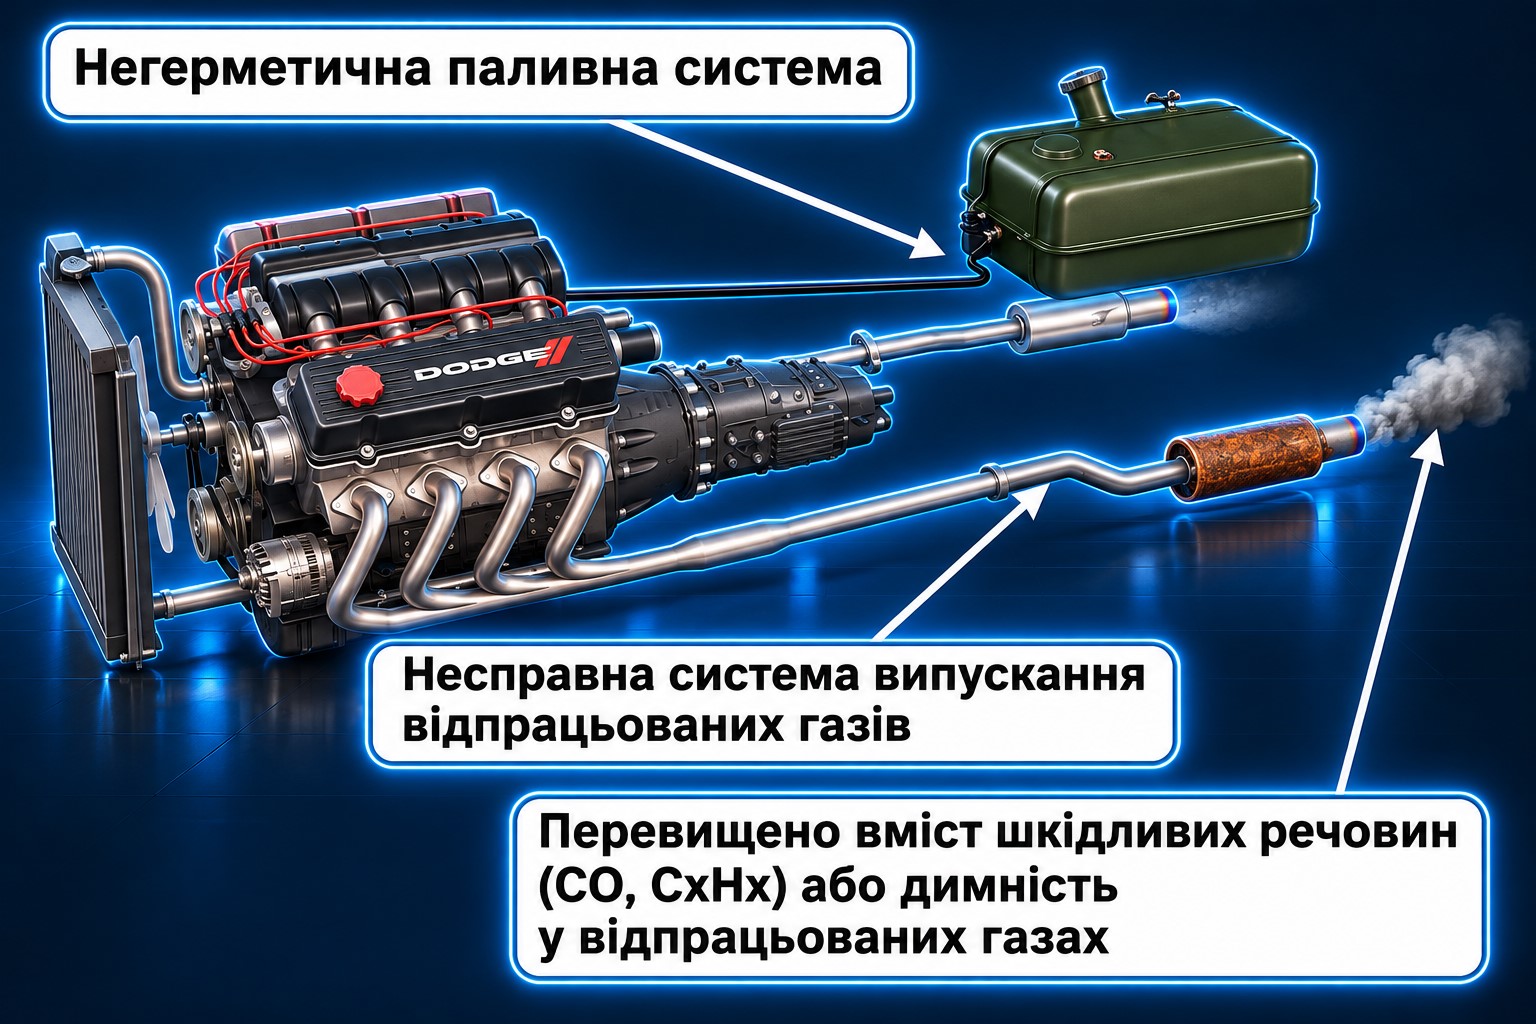 Негерметична паливна система
DODGE
Несправна система випускання
відпрацьованих газів
Перевищено вміст шкідливих речовин
(CO, CxHx) або димність
у відпрацьованих газах